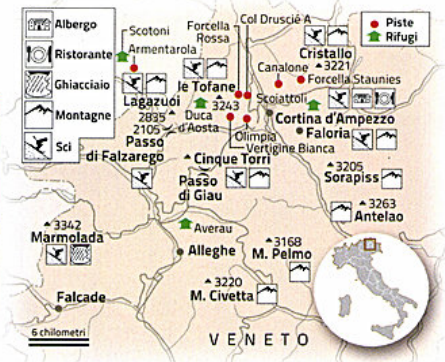 Albergo
Ristorante
Ghiacciaio
Montagne
Sci
Piste
Rifugi
Scotoni
Armentarola
Forcella
Rossa
Col Drusciè A
Cristallo
3221
Canalone
Forcella Staunies
le Tofane
3243
Lagazuoi
2835
2105
Passo
di Falzarego
Duca
d'Aosta
Scoiattoli
Cortina d'Ampezzo
Faloria
Olimpia
Vertigine Bianca
Cinque Torri
Passo
di Giau
3205
Sorapiss
3263
Antelao
3342
Marmolada
Averau
Alleghe
3168
M. Pelmo
3220
M. Civetta
Falcade
6 chilometri
VENETO